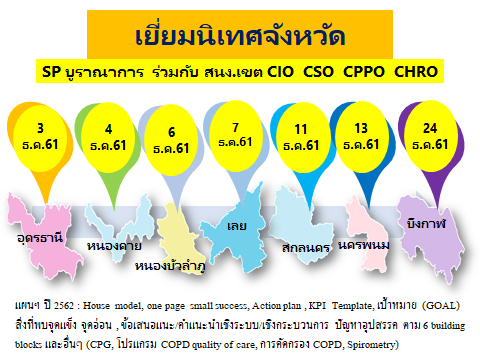 เยี่ยมนิเทศจังหวัด
SP บูรณาการ ร่วมกับ สนง.เขต CIO CSO CPPO CHRO
3
ธ.ค.61
4
ธ.ค.61
6
ธ.ค.61
7
ธ.ค.61
11
ธ.ค.61
13
ธ.ค.61
24
ธ.ค.61
อุดรธานี
หนองคาย
หนองบัวลำภู
เลย
สกลนคร
นครพนม
บึงกาฬ
แผนฯ ปี 2562 : House model, one page small success, Action plan , KPI Template, เป้าหมาย (GOAL)
สิ่งที่พบจุดแข็ง จุดอ่อน , ข้อเสนอแนะ/คำแนะนำเชิงระบบ/เชิงกระบวนการ ปัญหาอุปสรรค ตาม 6 building
blocks และอื่นๆ (CPG, โปรแกรม COPD quality of care, การคัดกรอง COPD, Spirometry)